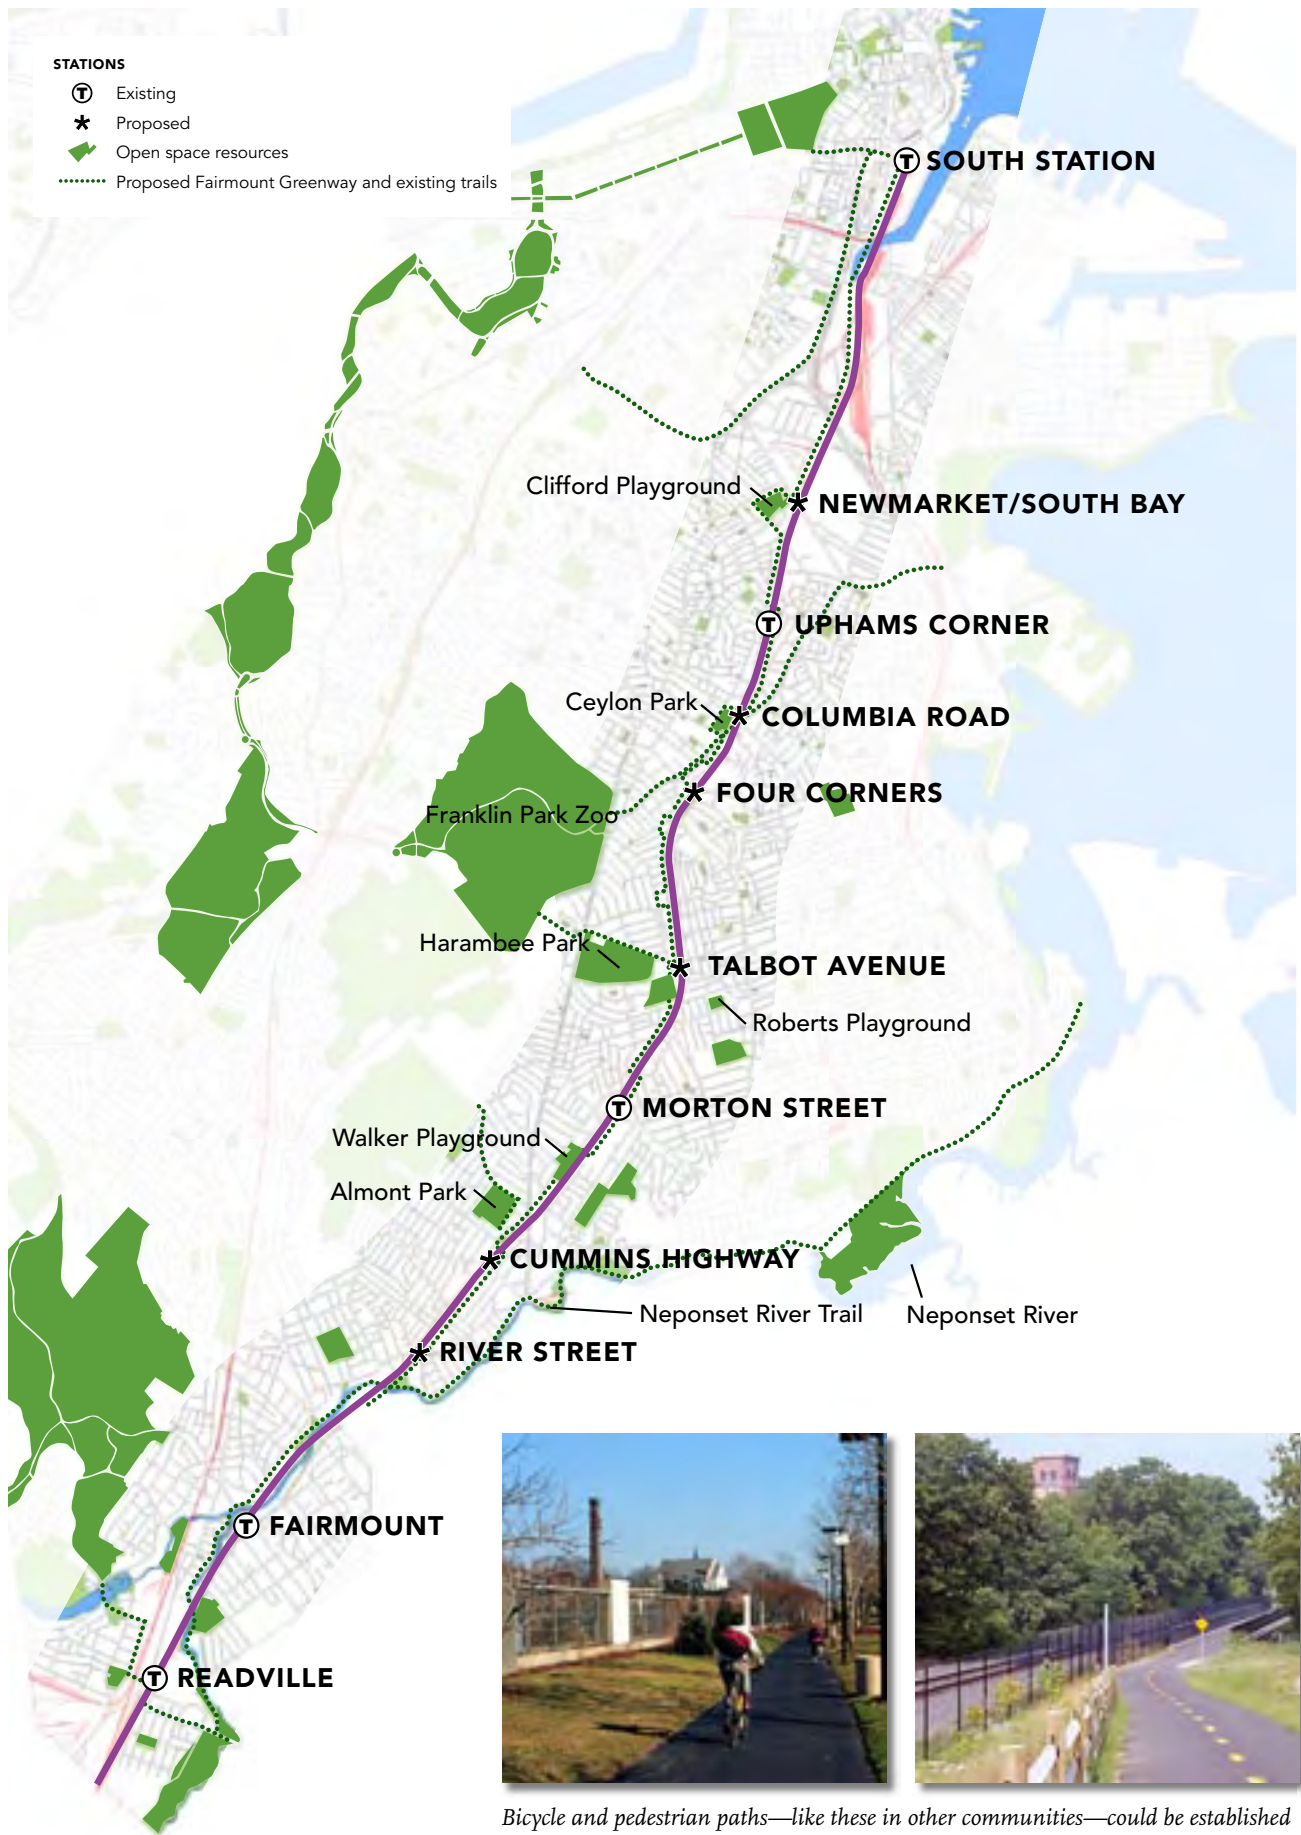 STATIONS
Existing
Proposed
Open space resources
Proposed Fairmount Greenway and existing trails
SOUTH STATION
Clifford Playground
NEWMARKET/SOUTH BAY
UPHAMS CORNER
Ceylon Park
COLUMBIA ROAD
FOUR CORNERS
Franklin Park Zoo
Harambee Park
TALBOT AVENUE
Roberts Playground
MORTON STREET
Walker Playground
Almont Park
CUMMINS HIGHWAY
Neponset River Trail
Neponset River
RIVER STREET
FAIRMOUNT
READVILLE
Bicycle and pedestrian paths—like these in other communities—could be established